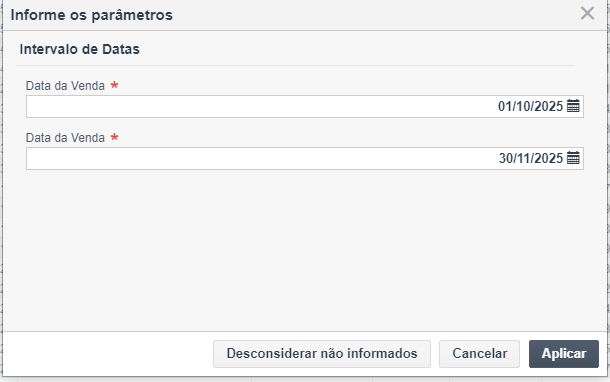 Informe os parâmetros
Intervalo de Datas
Data da Venda *
01/10/2025
Data da Venda *
30/11/2025
Desconsiderar não informados Cancelar Aplicar